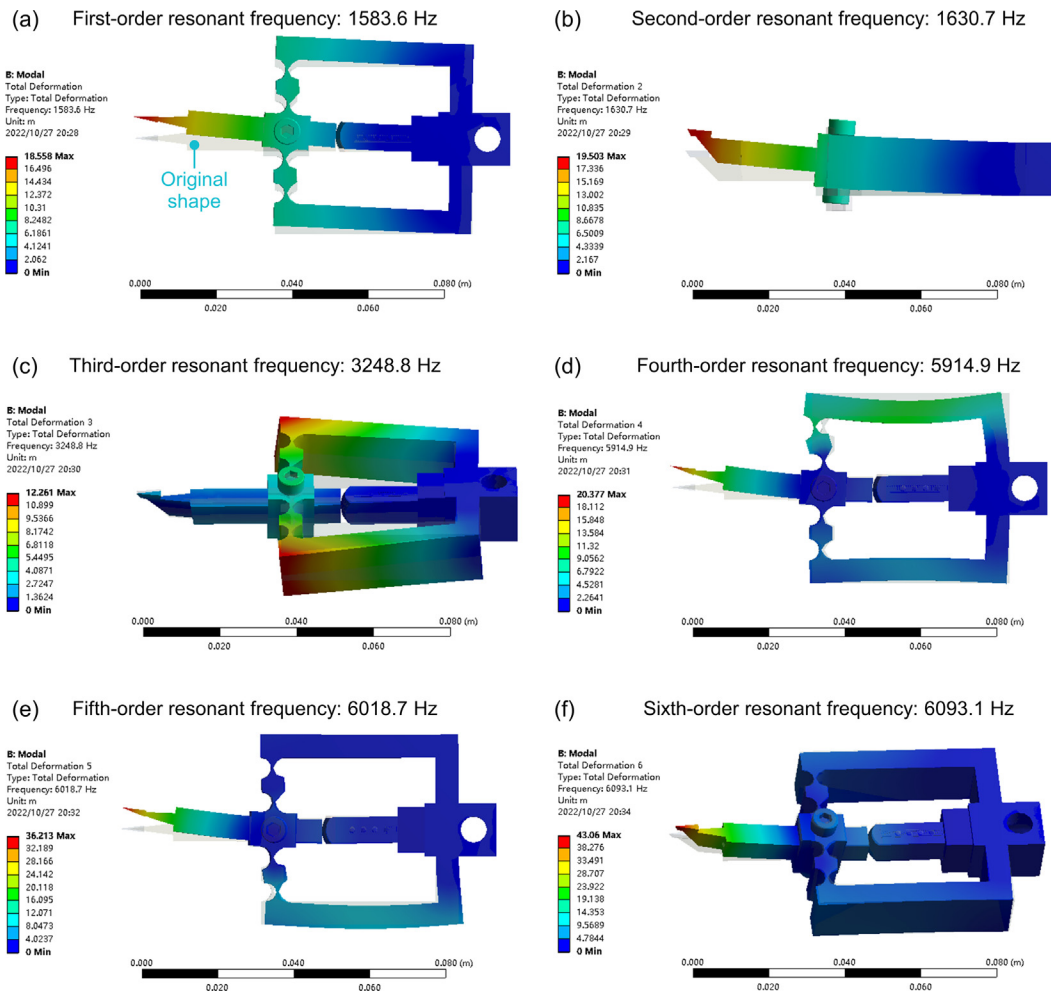 (a) First-order resonant frequency: 1583.6 Hz
B: Modal
Total Deformation
Type: Total Deformation
Frequency: 1583.6 Hz
Unit: m
2022/10/27 20:28
18.558 Max
16.496
14.434
12.372
10.31
8.2482
6.1861
4.1241
2.062
0 Min
Original
shape
0.000 0.040 0.080 (m)
0.020 0.060
(b) Second-order resonant frequency: 1630.7 Hz
B: Modal
Total Deformation 2
Type: Total Deformation
Frequency: 1630.7 Hz
Unit: m
2022/10/27 20:29
19.503 Max
17.336
15.169
13.002
10.835
8.6678
6.5009
4.3339
2.167
0 Min
0.000 0.040 0.080 (m)
0.020 0.060
(c) Third-order resonant frequency: 3248.8 Hz
B: Modal
Total Deformation 3
Type: Total Deformation
Frequency: 3248.8 Hz
Unit: m
2022/10/27 20:30
12.261 Max
10.899
9.5366
8.1742
6.8118
5.4495
4.0871
2.7247
1.3624
0 Min
0.000 0.040 0.080 (m)
0.020 0.060
(d) Fourth-order resonant frequency: 5914.9 Hz
B: Modal
Total Deformation 4
Type: Total Deformation
Frequency: 5914.9 Hz
Unit: m
2022/10/27 20:31
20.377 Max
18.112
15.848
13.584
11.32
9.0562
6.7922
4.5281
2.2641
0 Min
0.000 0.040 0.080 (m)
0.020 0.060
(e) Fifth-order resonant frequency: 6018.7 Hz
B: Modal
Total Deformation 5
Type: Total Deformation
Frequency: 6018.7 Hz
Unit: m
2022/10/27 20:32
36.213 Max
32.189
28.166
24.142
20.118
16.095
12.071
8.0473
4.0237
0 Min
0.000 0.040 0.080 (m)
0.020 0.060
(f) Sixth-order resonant frequency: 6093.1 Hz
B: Modal
Total Deformation 6
Type: Total Deformation
Frequency: 6093.1 Hz
Unit: m
2022/10/27 20:34
43.06 Max
38.276
33.491
28.707
23.922
19.138
14.353
9.5689
4.7844
0 Min
0.000 0.040 0.080 (m)
0.020 0.060